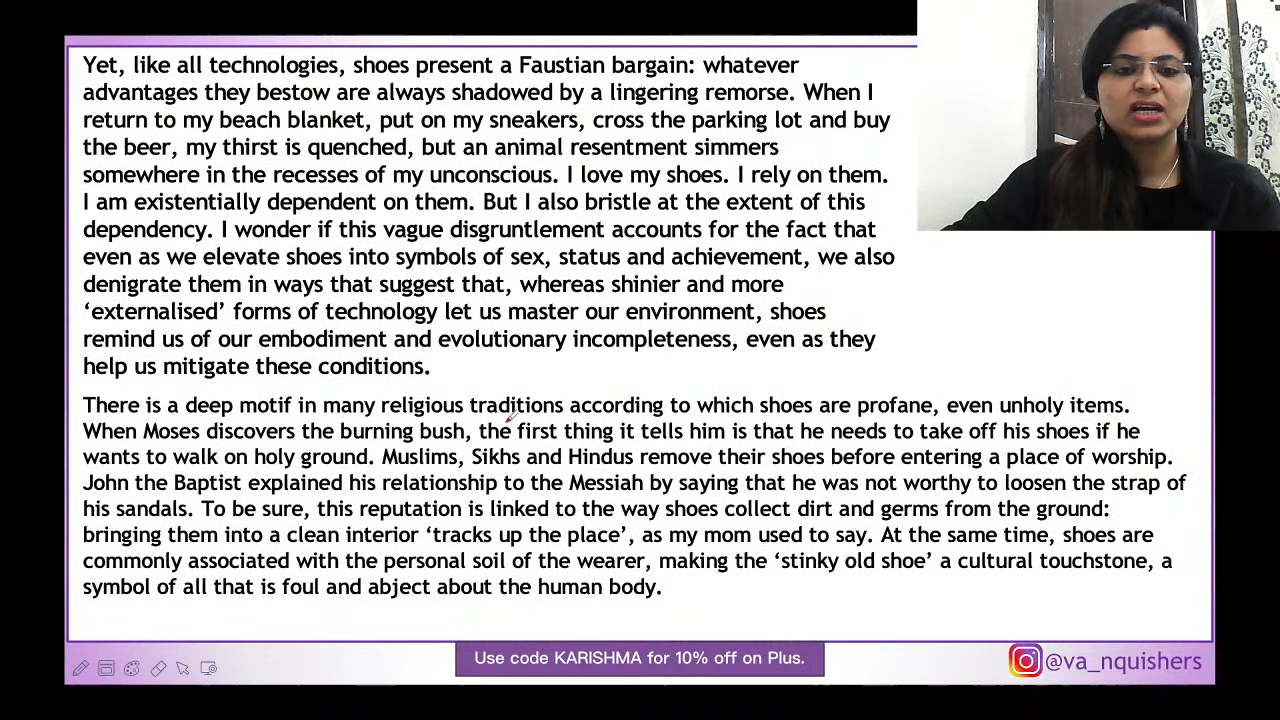 Yet, like all technologies, shoes present a Faustian bargain: whatever
advantages they bestow are always shadowed by a lingering remorse. When I
return to my beach blanket, put on my sneakers, cross the parking lot and buy
the beer, my thirst is quenched, but an animal resentment simmers
somewhere in the recesses of my unconscious. I love my shoes. I rely on them.
I am existentially dependent on them. But I also bristle at the extent of this
dependency. I wonder if this vague disgruntlement accounts for the fact that
even as we elevate shoes into symbols of sex, status and achievement, we also
denigrate them in ways that suggest that, whereas shinier and more
‘externalised’ forms of technology let us master our environment, shoes
remind us of our embodiment and evolutionary incompleteness, even as they
help us mitigate these conditions.
There is a deep motif in many religious traditions according to which shoes are profane, even unholy items.
When Moses discovers the burning bush, the first thing it tells him is that he needs to take off his shoes if he
wants to walk on holy ground. Muslims, Sikhs and Hindus remove their shoes before entering a place of worship.
John the Baptist explained his relationship to the Messiah by saying that he was not worthy to loosen the strap of
his sandals. To be sure, this reputation is linked to the way shoes collect dirt and germs from the ground:
bringing them into a clean interior ‘tracks up the place’, as my mom used to say. At the same time, shoes are
commonly associated with the personal soil of the wearer, making the ‘stinky old shoe’ a cultural touchstone, a
symbol of all that is foul and abject about the human body.
Use code KARISHMA for 10% off on Plus.
@va_nquishers